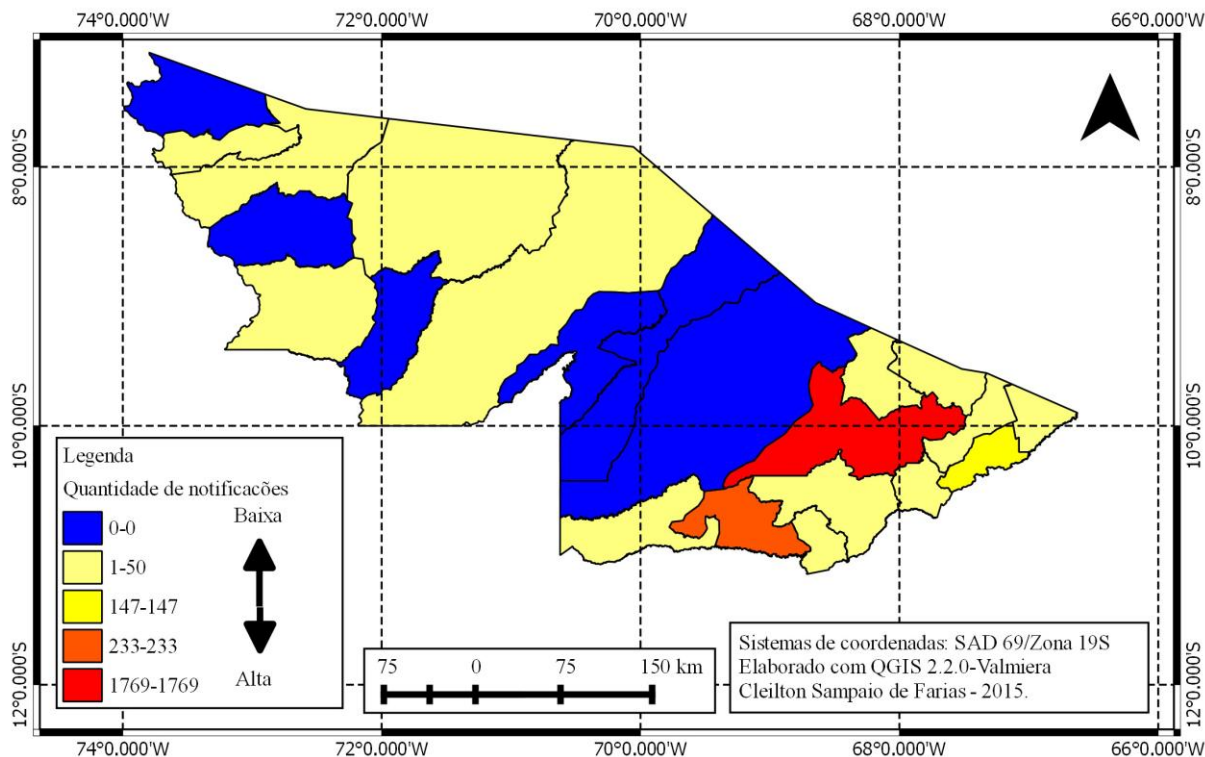 74°0.000'W 72°0.000'W 70°0.000'W 68°0.000'W 66°0.000'W
8°0.000'S 8°0.000'S
10°0.000'S 10°0.000'S
Legenda
Quantidade de notificacões
0-0
Baixa
1-50
147-147
233-233
Alta
1769-1769
75 0 75 150 km
Sistemas de coordenadas: SAD 69/Zona 19S
Elaborado com QGIS 2.2.0-Valmiera
Cleilton Sampaio de Farias - 2015.
12°0.000'S 12°0.000'S
74°0.000'W 72°0.000'W 70°0.000'W 68°0.000'W 66°0.000'W